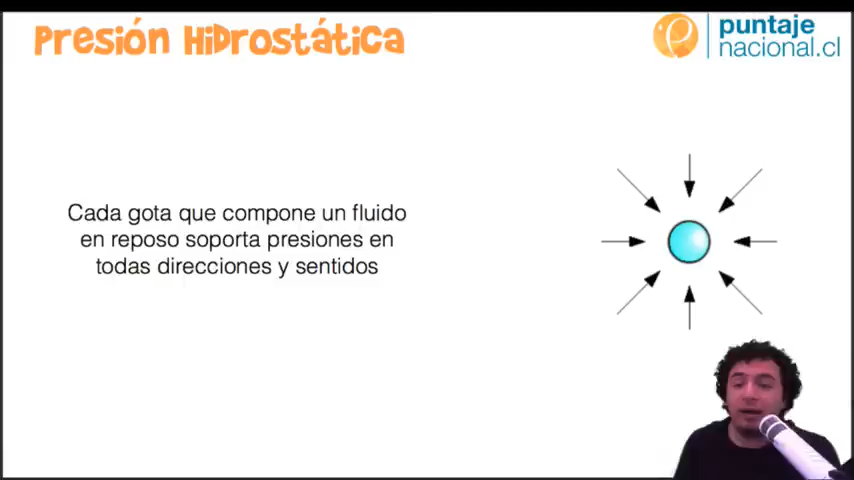 Presión Hidrostática
puntaje
nacional.cl
Cada gota que compone un fluido
en reposo soporta presiones en
todas direcciones y sentidos